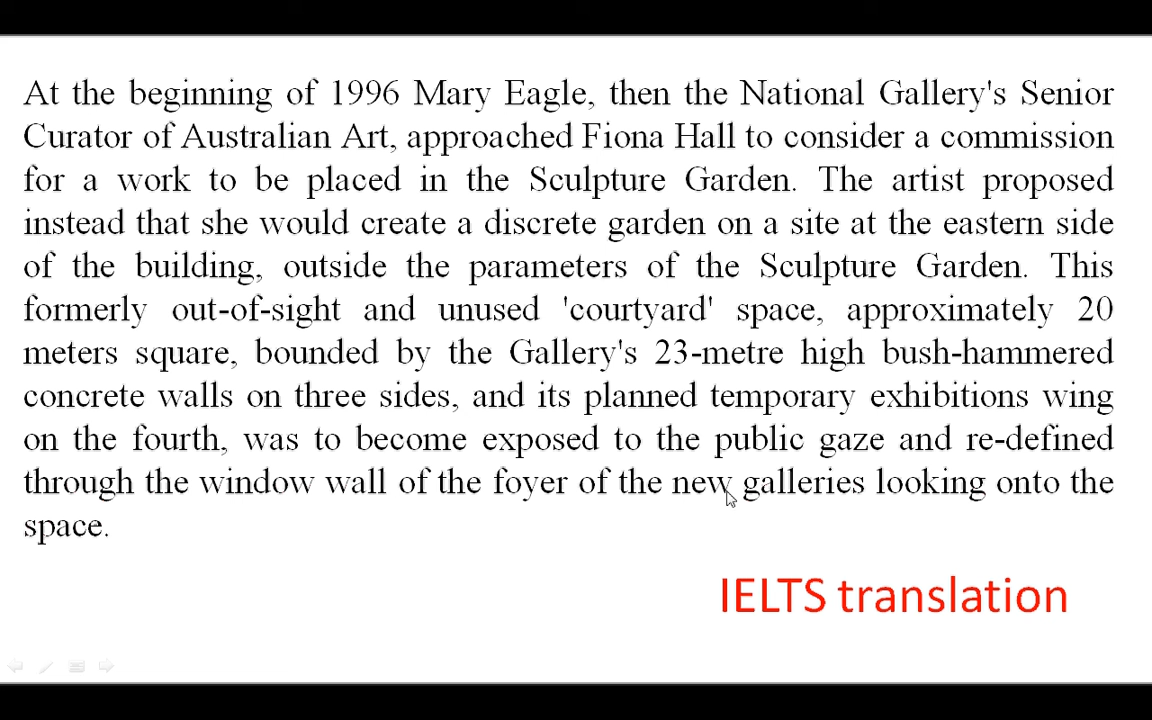 At the beginning of 1996 Mary Eagle, then the National Gallery's Senior
Curator of Australian Art, approached Fiona Hall to consider a commission
for a work to be placed in the Sculpture Garden. The artist proposed
instead that she would create a discrete garden on a site at the eastern side
of the building, outside the parameters of the Sculpture Garden. This
formerly out-of-sight and unused 'courtyard' space, approximately 20
meters square, bounded by the Gallery's 23-metre high bush-hammered
concrete walls on three sides, and its planned temporary exhibitions wing
on the fourth, was to become exposed to the public gaze and re-defined
through the window wall of the foyer of the new galleries looking onto the
space.
IELTS translation